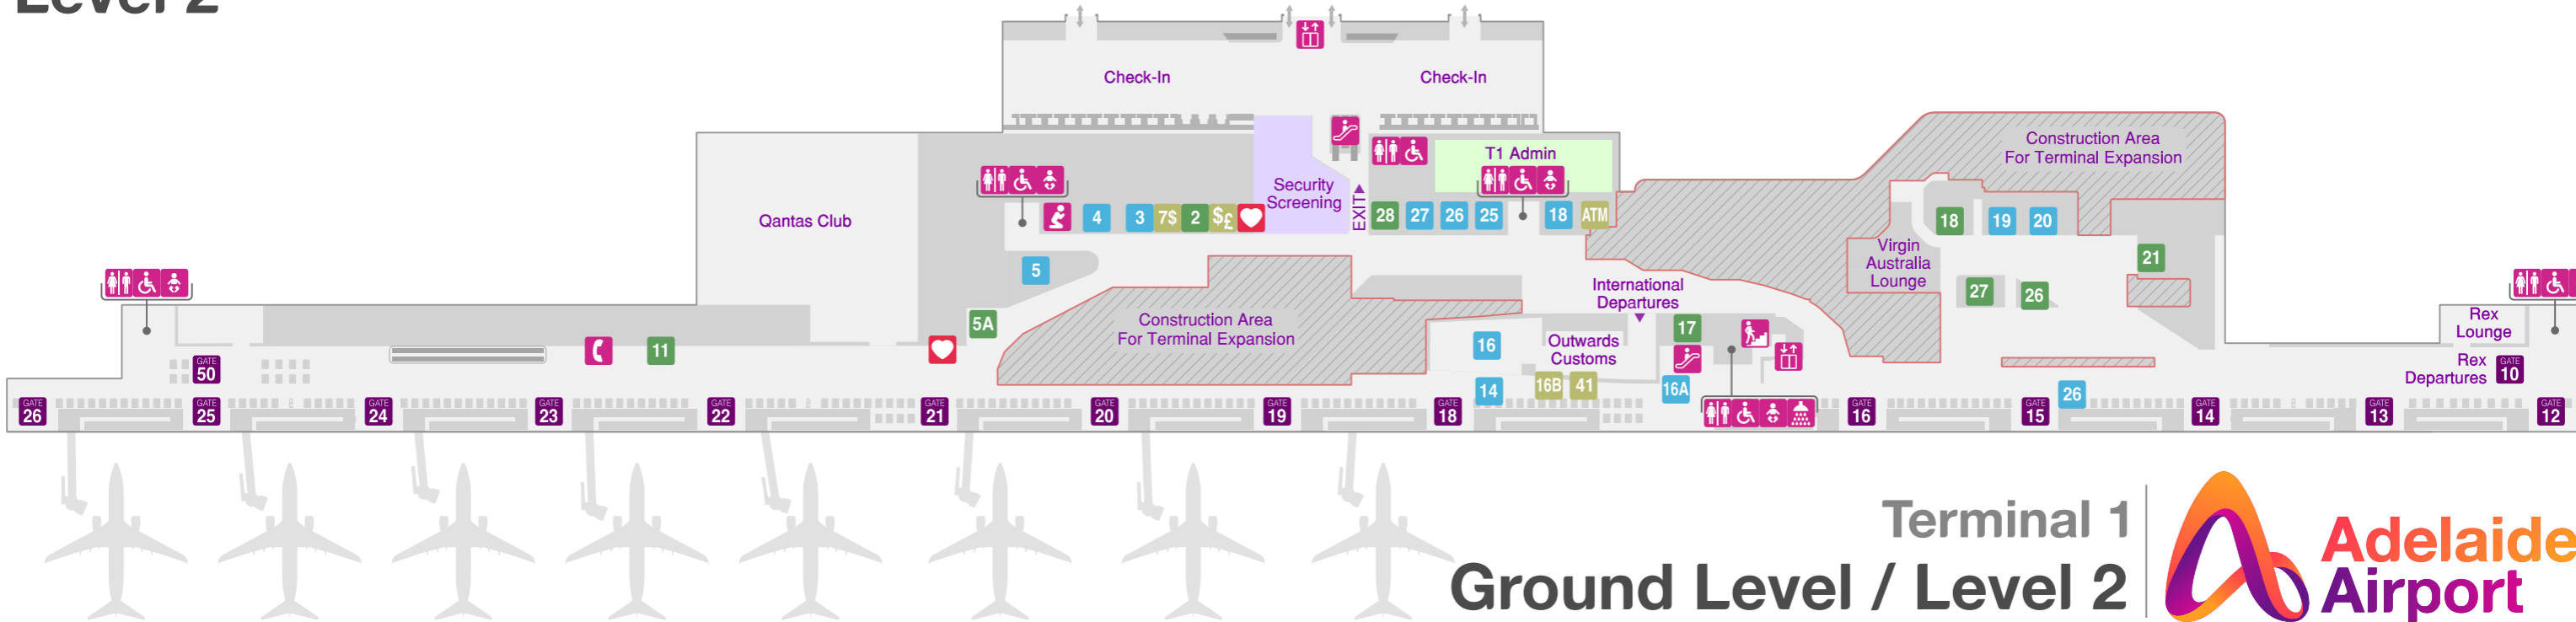 Level 2
Check-In
Check-In
T1 Admin
Security
Screening
EXIT
Qantas Club
4
3
7$
2
$£
28
27
26
25
18
ATM
5
5A
11
Construction Area
For Terminal Expansion
Construction Area
For Terminal Expansion
International
Departures
Outwards
Customs
16
14
16B
41
17
16A
Virgin
Australia
Lounge
18
19
20
21
27
26
26
Rex
Lounge
Rex
Departures
GATE
10
GATE
50
GATE
26
GATE
25
GATE
24
GATE
23
GATE
22
GATE
21
GATE
20
GATE
19
GATE
18
GATE
16
GATE
15
GATE
14
GATE
13
GATE
12
Terminal 1
Ground Level / Level 2
Adelaide
Airport